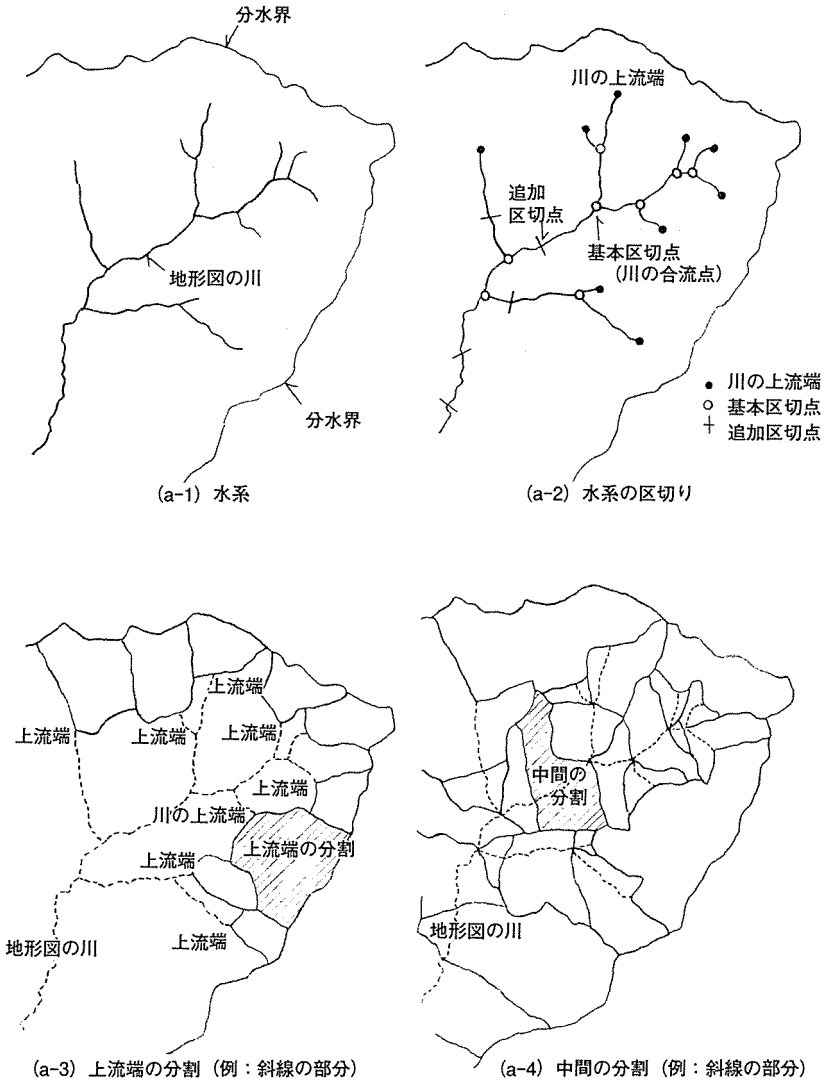 分水界
地形図の川
分水界
(a-1) 水系
川の上流端
追加
区切点
基本区切点
(川の合流点)
川の上流端
基本区切点
追加区切点
(a-2) 水系の区切り
上流端
上流端
上流端
上流端
上流端
川の上流端
上流端の分割
上流端
上流端
地形図の川
(a-3) 上流端の分割 (例:斜線の部分)
中間の
分割
地形図の川
(a-4) 中間の分割 (例:斜線の部分)